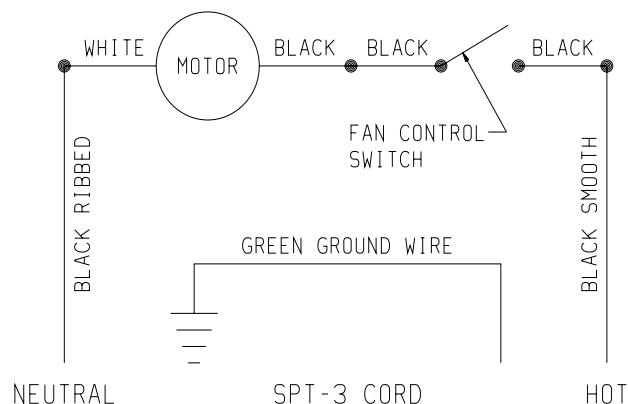 WHITE
MOTOR
BLACK
BLACK
BLACK
FAN CONTROL
SWITCH
BLACK RIBBED
BLACK SMOOTH
GREEN GROUND WIRE
NEUTRAL
SPT-3 CORD
HOT